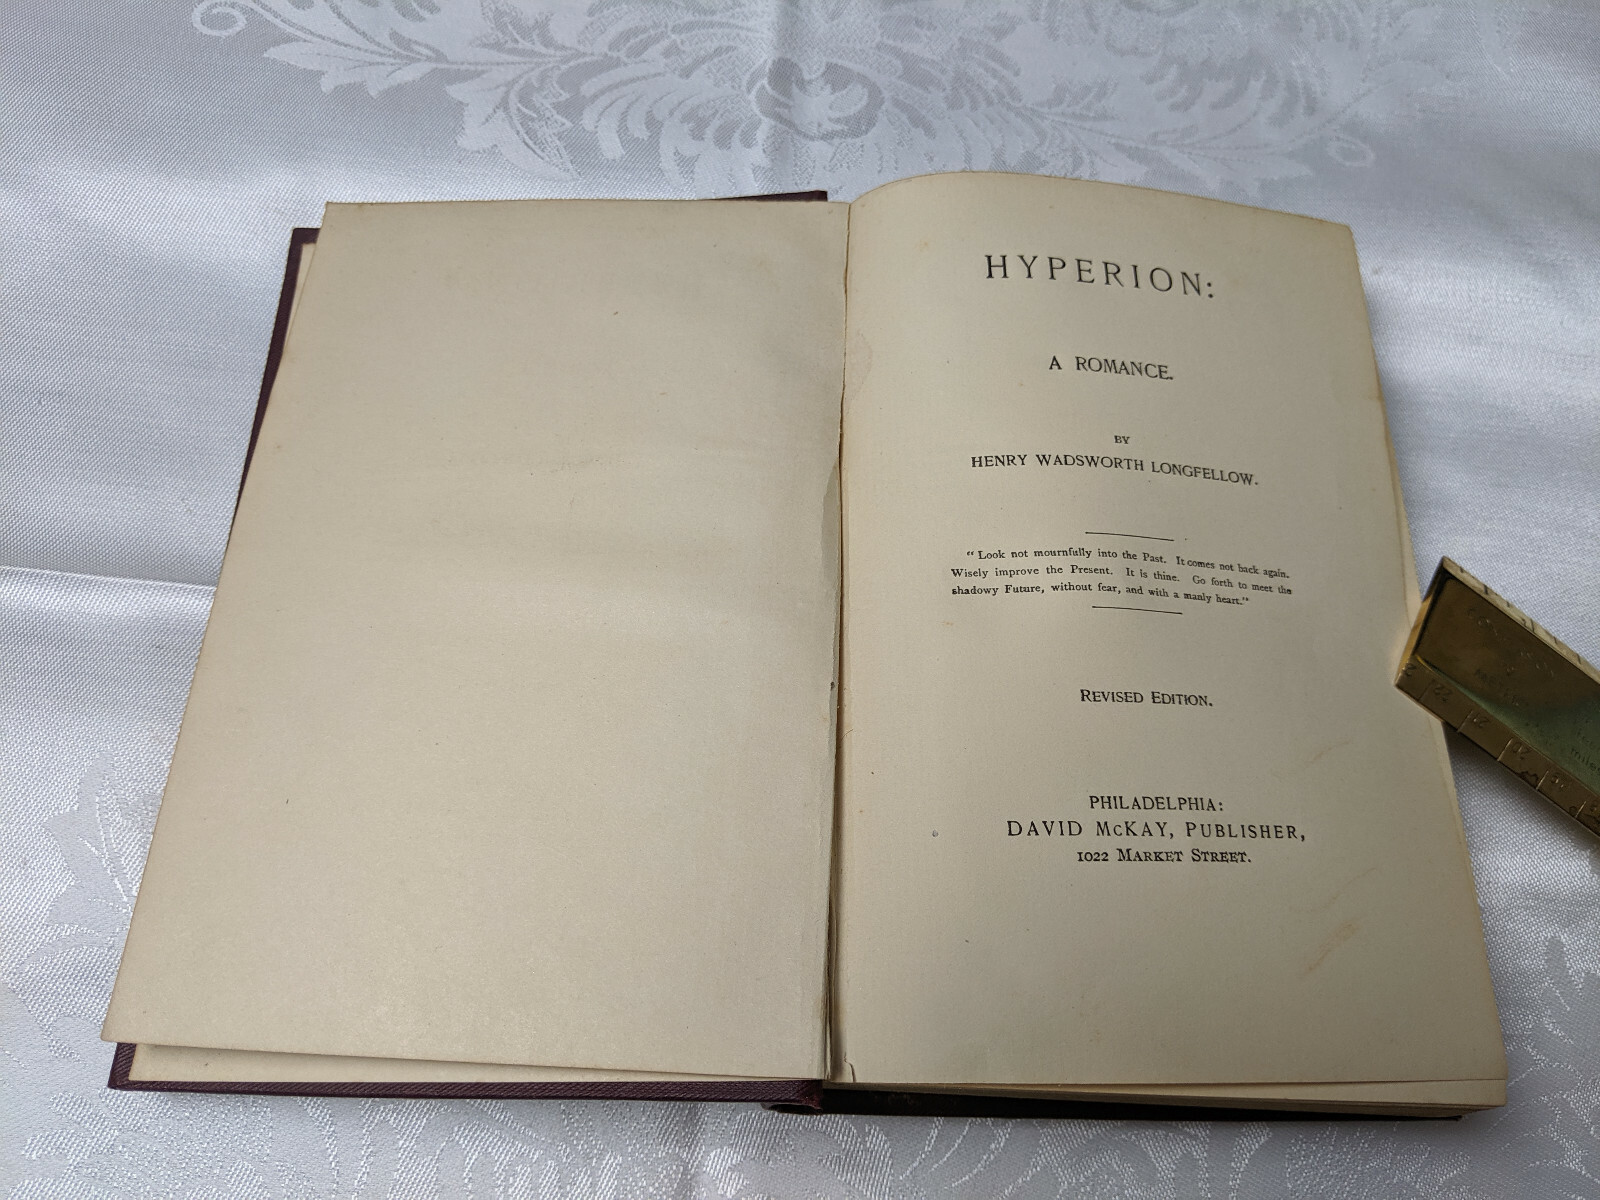 HYPERION:
A ROMANCE.
BY
HENRY WADSWORTH LONGFELLOW.
“ Look not mournfully into the Past. It comes not back again.
Wisely improve the Present. It is thine. Go forth to meet the
shadowy Future, without fear, and with a manly heart.”
REVISED EDITION.
PHILADELPHIA:
DAVID McKAY, PUBLISHER,
1022 MARKET STREET.